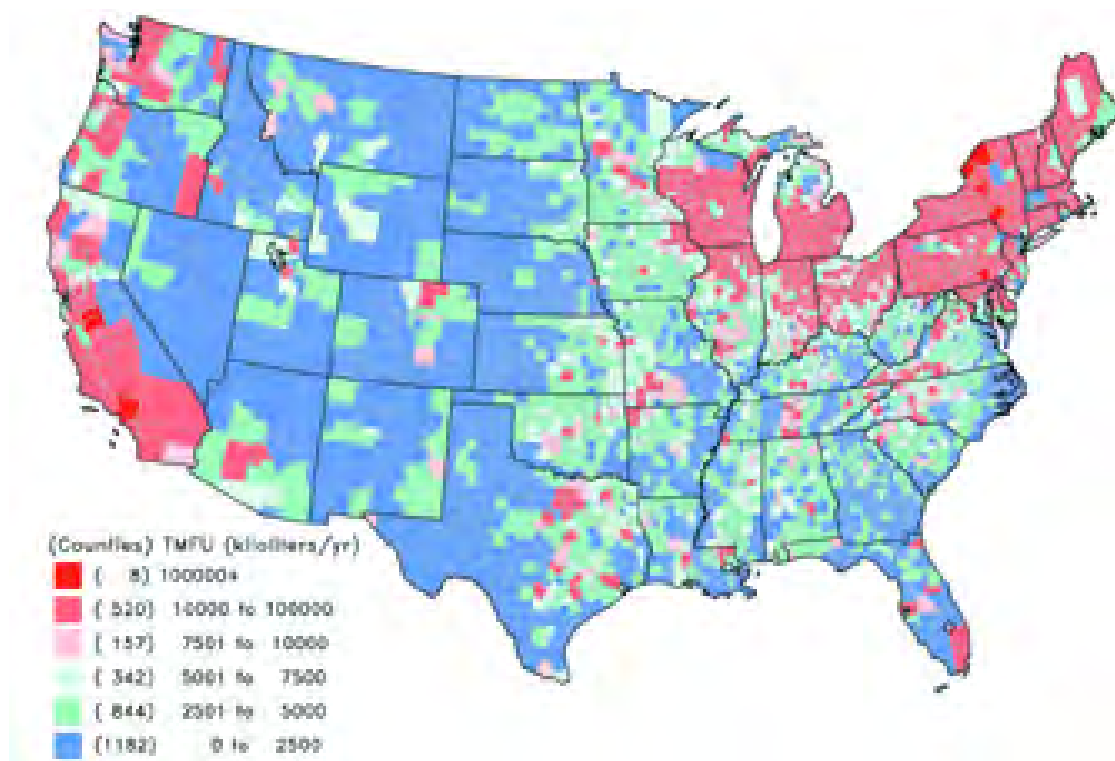 (Counties) TMFU (kiloliters/yr)
( 8) 100000+
( 520) 10000 to 100000
( 157) 7501 to 10000
( 342) 5001 to 7500
( 844) 2501 to 5000
(1182) 0 to 2500